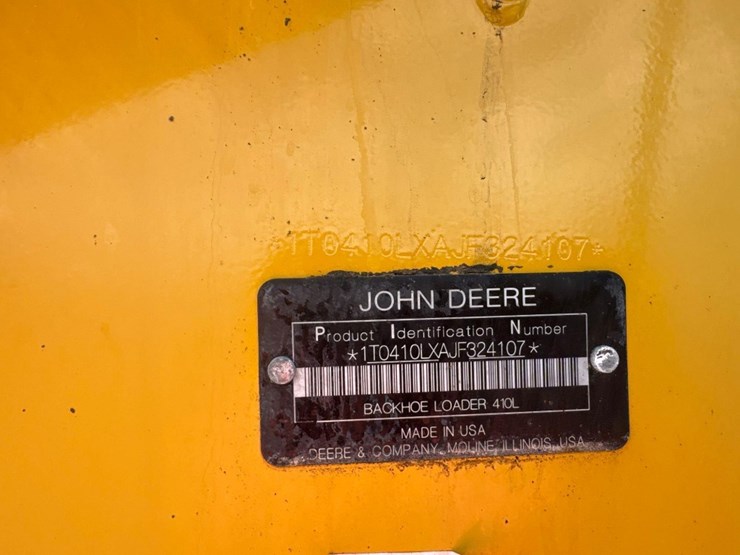 *1T0410LXAJF324107*
JOHN DEERE
Product Identification Number
*1T0410LXAJF324107*
BACKHOE LOADER 410L
MADE IN USA
DEERE & COMPANY MOLINE, ILLINOIS, USA